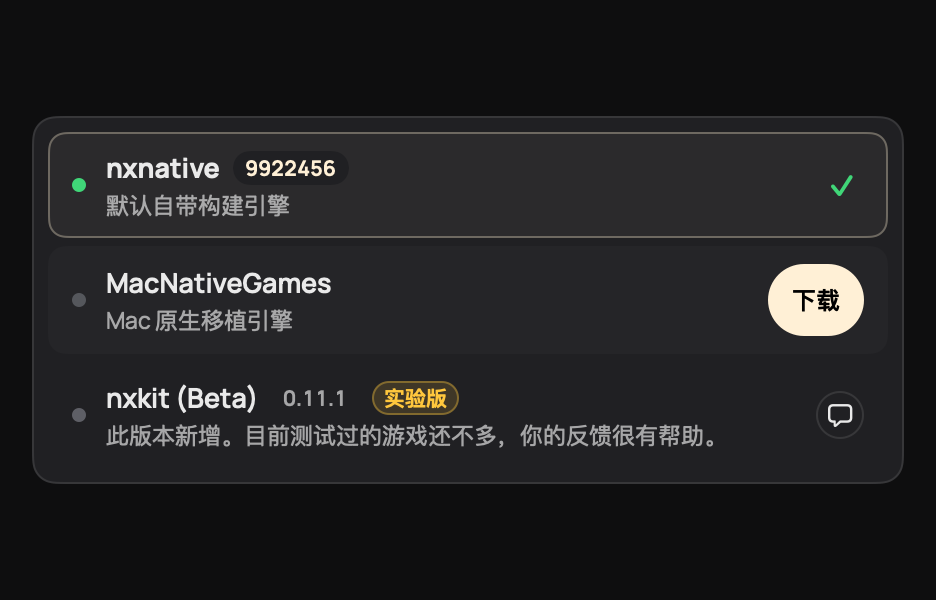 nxnative 9922456
默认自带构建引擎
MacNativeGames
Mac 原生移植引擎
下载
nxkit (Beta) 0.11.1 实验版
此版本新增。目前测试过的游戏还不多，你的反馈很有帮助。